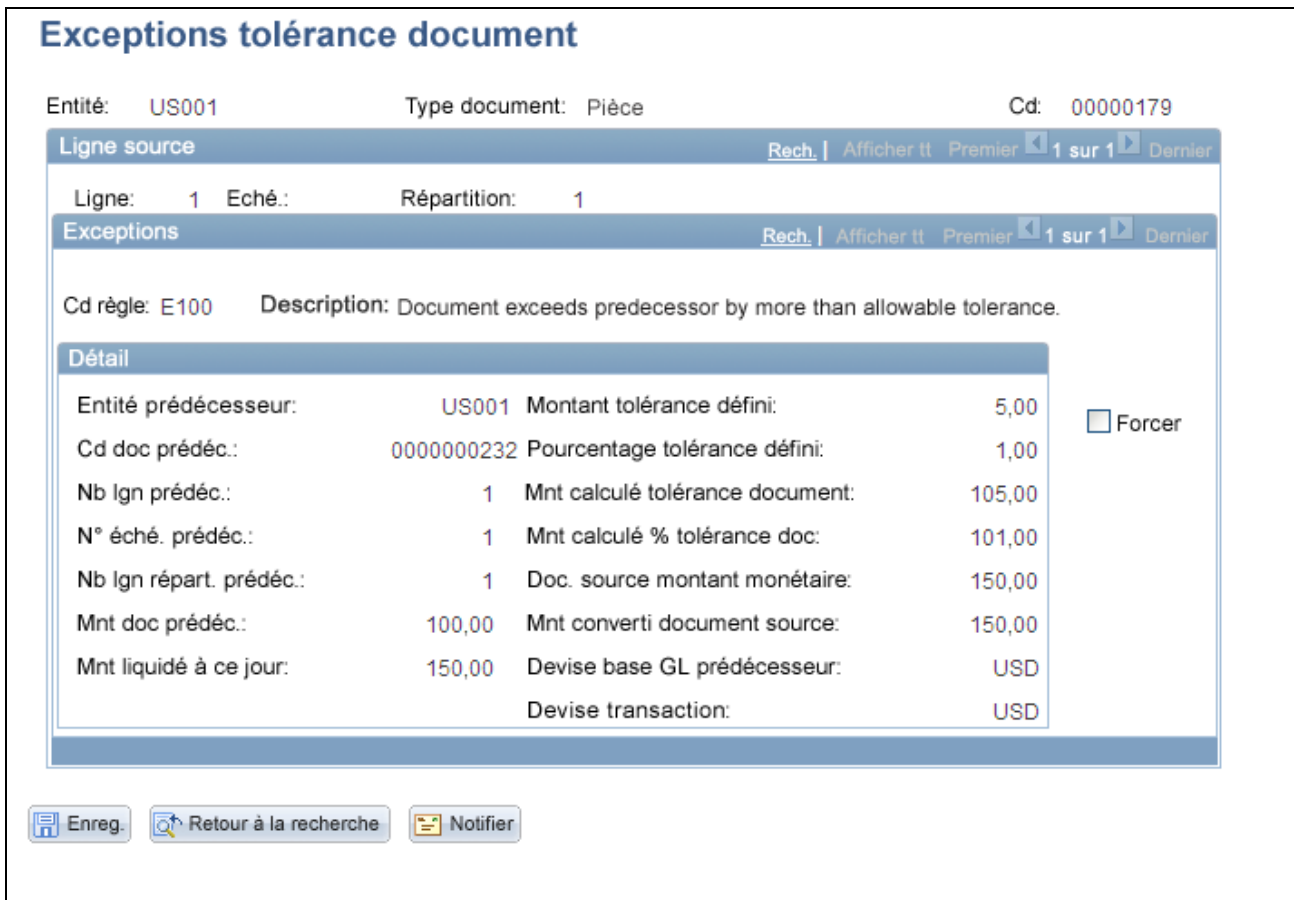 Exceptions tolérance document
Entité: US001 Type document: Pièce Cd: 00000179
Ligne source Rech. | Afficher tt Premier 1 sur 1 Dernier
Ligne: 1 Eché.: Répartition: 1
Exceptions Rech. | Afficher tt Premier 1 sur 1 Dernier
Cd règle: E100 Description: Document exceeds predecessor by more than allowable tolerance.
Détail
Entité prédécesseur: US001 Montant tolérance défini: 5,00
Forcer
Cd doc prédéc.: 0000000232 Pourcentage tolérance défini: 1,00
Nb lgn prédéc.: 1 Mnt calculé tolérance document: 105,00
N° éché. prédéc.: 1 Mnt calculé % tolérance doc: 101,00
Nb lgn répart. prédéc.: 1 Doc. source montant monétaire: 150,00
Mnt doc prédéc.: 100,00 Mnt converti document source: 150,00
Mnt liquidé à ce jour: 150,00 Devise base GL prédécesseur: USD
Devise transaction: USD
Enreg. Retour à la recherche Notifier